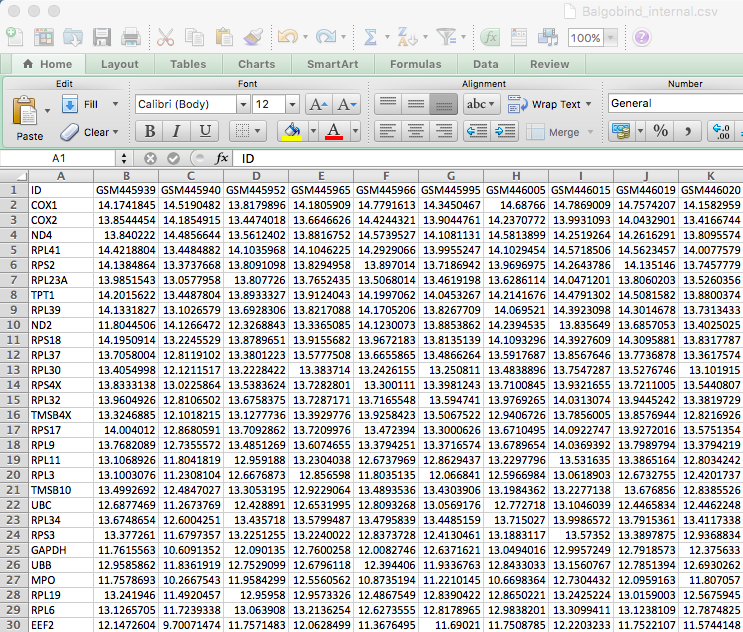 Balgobind_internal.csv
100%
Home Layout Tables Charts SmartArt Formulas Data Review
Edit Font Alignment Number
Paste Fill Clear Calibri (Body) 12 A A abc Wrap Text General
B I U A Merge % , .00
A1 fx ID
A B C D E F G H I J K
1 ID GSM445939 GSM445940 GSM445952 GSM445965 GSM445966 GSM445995 GSM446005 GSM446015 GSM446019 GSM446020
2 COX1 14.1741845 14.5190482 13.8179896 14.1805909 14.7791613 14.3450467 14.68766 14.7869009 14.7574207 14.1582959
3 COX2 13.8544454 14.1854915 13.4474018 13.6646626 14.4244321 13.9044761 14.2370772 13.9931093 14.0432901 13.4166744
4 ND4 13.840222 14.4856644 13.5612402 13.8816752 14.5739527 14.1081131 14.5813899 14.2519264 14.2616291 13.8095574
5 RPL41 14.4218804 13.4484882 14.1035968 14.1046225 14.2929066 13.9955247 14.1029454 14.5718506 14.5623457 14.0077579
6 RPS2 14.1384864 13.3737668 13.8091098 13.8294958 13.897014 13.7186942 13.9696975 14.2643786 14.135146 13.7457779
7 RPL23A 13.9851543 13.0577958 13.807726 13.7652435 13.5068014 13.4619198 13.6286114 14.0471201 13.8060203 13.5260356
8 TPT1 14.2015622 13.4487804 13.8933327 13.9124043 14.1997062 14.0453267 14.2141676 14.4791302 14.5081582 13.8800374
9 RPL39 14.1331827 13.1026579 13.6928306 13.8217088 14.1705206 13.8267709 14.069521 14.3923098 14.3014678 13.7313433
10 ND2 11.8044506 14.1266472 12.3268843 13.3365085 14.1230073 13.8853862 14.2394535 13.835649 13.6857053 13.4025025
11 RPS18 14.1950914 13.2245529 13.8789651 13.9155682 13.9672183 13.8135139 14.1093296 14.3927609 14.3095881 13.8317787
12 RPL37 13.7058004 12.8119102 13.3801223 13.5777508 13.6655865 13.4866264 13.5917687 13.8567646 13.7736878 13.3617574
13 RPL30 13.4054998 12.1211517 13.2228422 13.383714 13.2426155 13.250811 13.4838896 13.7547287 13.5276746 13.101915
14 RPS4X 13.8333138 13.0225864 13.5383624 13.7282801 13.300111 13.3981243 13.7100845 13.9321655 13.7211005 13.5440807
15 RPL32 13.9604926 12.8106502 13.6758375 13.7287171 13.7165548 13.594741 13.9769265 14.0313074 13.9445242 13.3819729
16 TMSB4X 13.3246885 12.1018215 13.1277736 13.3929776 13.9258423 13.5067522 12.9406726 13.7856005 13.8576944 12.8216926
17 RPS17 14.004012 12.8680591 13.7092862 13.7209976 13.472394 13.3000626 13.6710495 14.0922747 13.9272016 13.5751354
18 RPL9 13.7682089 12.7355572 13.4851269 13.6074655 13.3794251 13.3716574 13.6789654 14.0369392 13.7989794 13.3794219
19 RPL11 13.1068926 11.8041819 12.959188 13.2304038 12.6737969 12.8629437 13.2297796 13.531635 13.3865164 12.8034242
20 RPL3 13.1003076 11.2308104 12.6676873 12.856598 11.8035135 12.066841 12.5966984 13.0618903 12.6732755 12.4201737
21 TMSB10 13.4992692 12.4847027 13.3053195 12.9229064 13.4893536 13.4303906 13.1984362 13.2277138 13.676856 12.8385526
22 UBC 12.6877469 11.2673769 12.428891 12.6531995 12.8093268 13.0569176 12.772718 13.1046039 12.4465834 12.4462248
23 RPL34 13.6748654 12.6004251 13.435718 13.5799487 13.4795839 13.4485159 13.715027 13.9986572 13.7915361 13.4117338
24 RPS3 13.377261 11.6797357 13.2251255 13.2240022 12.8373728 12.4130461 13.1883117 13.57352 13.3897875 12.9368834
25 GAPDH 11.7615563 10.6091352 12.090135 12.7600258 12.0082746 12.6371621 13.0494016 12.9957249 12.7918573 12.375633
26 UBB 12.9585862 11.8361919 12.7529099 12.6796118 12.394406 11.9336763 12.8433033 13.1560767 12.7851394 12.6930262
27 MPO 11.7578693 10.2667543 11.9584299 12.5560562 10.8735194 11.2210145 10.6698364 12.7304432 12.0959163 11.807057
28 RPL19 13.241946 11.4920457 12.95958 12.9573326 12.4867549 12.8390422 12.8650221 13.2425224 13.0159003 12.5675945
29 RPL6 13.1265705 11.7239338 13.063908 13.2136254 12.6273555 12.8178965 12.9838201 13.3099411 13.1238109 12.7874825
30 EEF2 12.1472604 9.70071474 11.7571483 12.0628499 11.3676495 11.69021 11.7508785 12.2203233 11.7522107 11.5744148